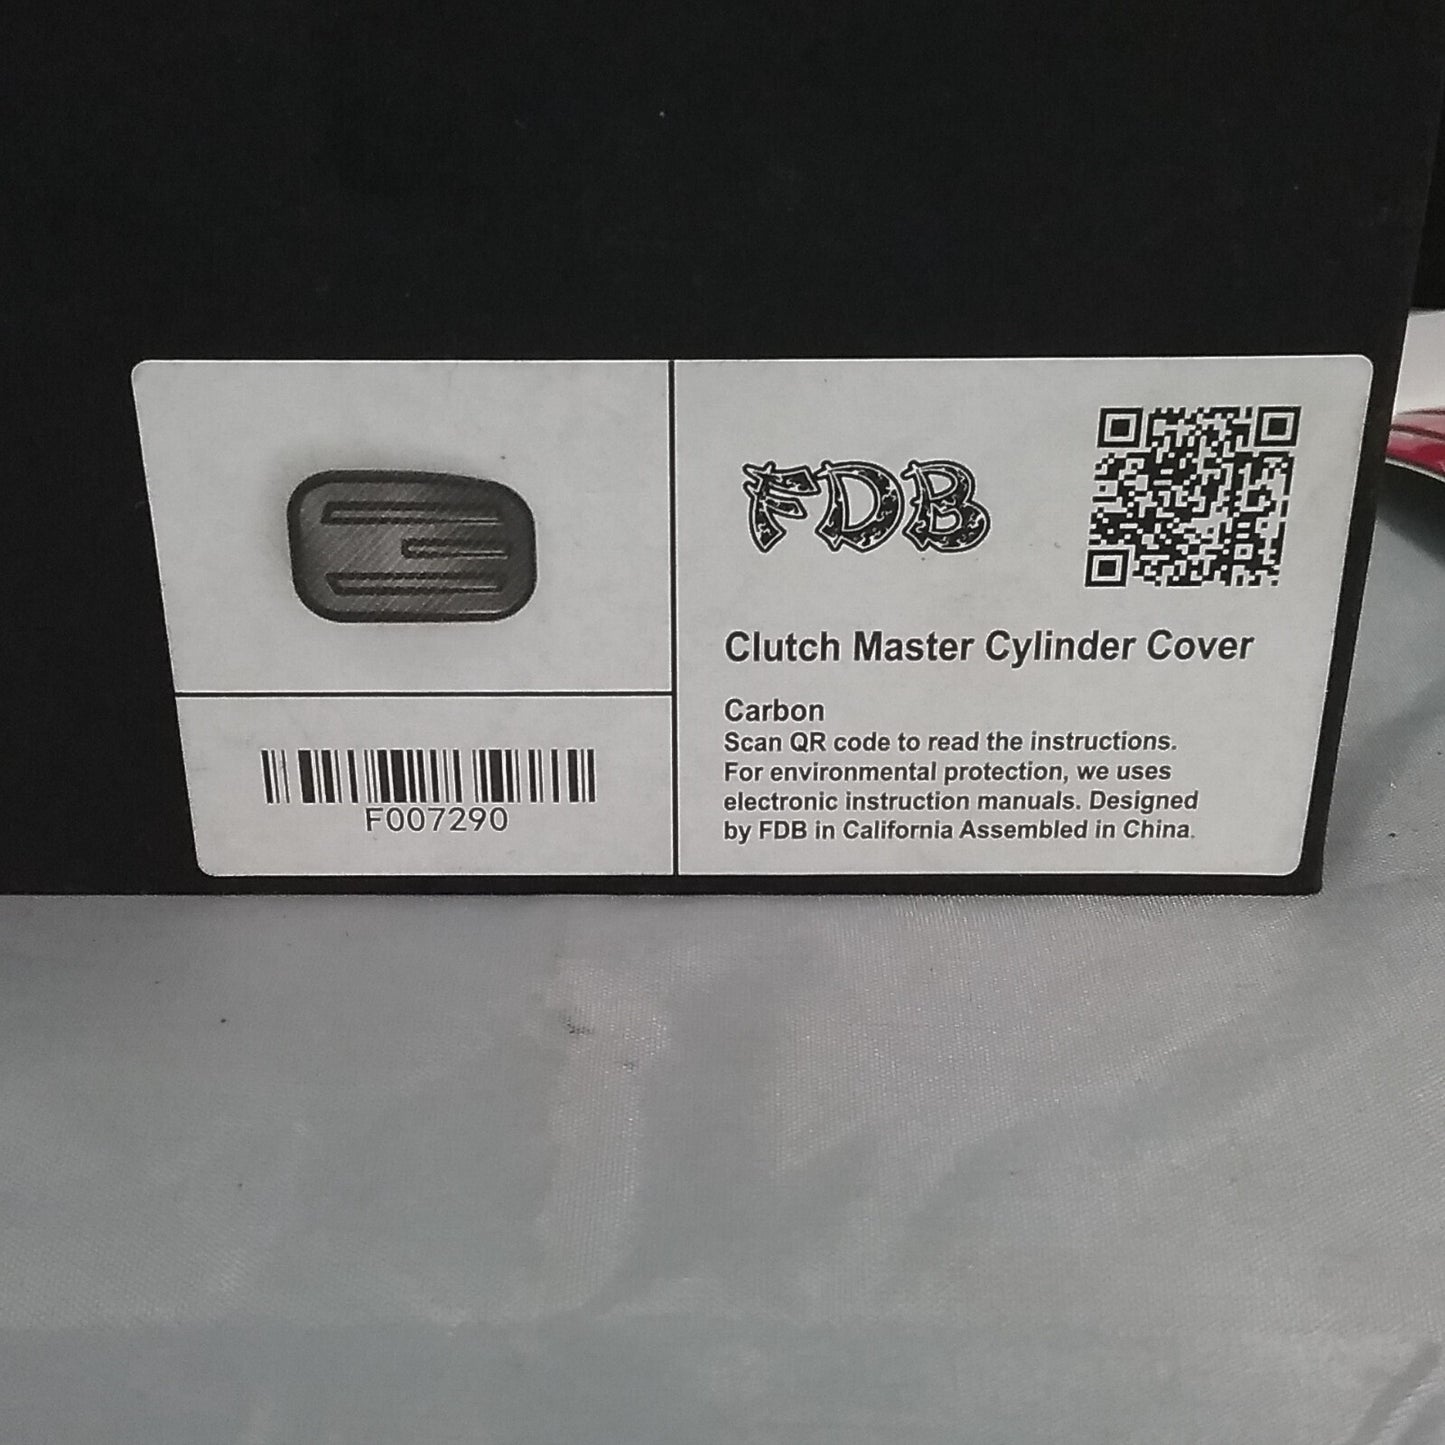 FDB
Clutch Master Cylinder Cover
Carbon
Scan QR code to read the instructions.
For environmental protection, we uses
electronic instruction manuals. Designed
by FDB in California Assembled in China.
F007290